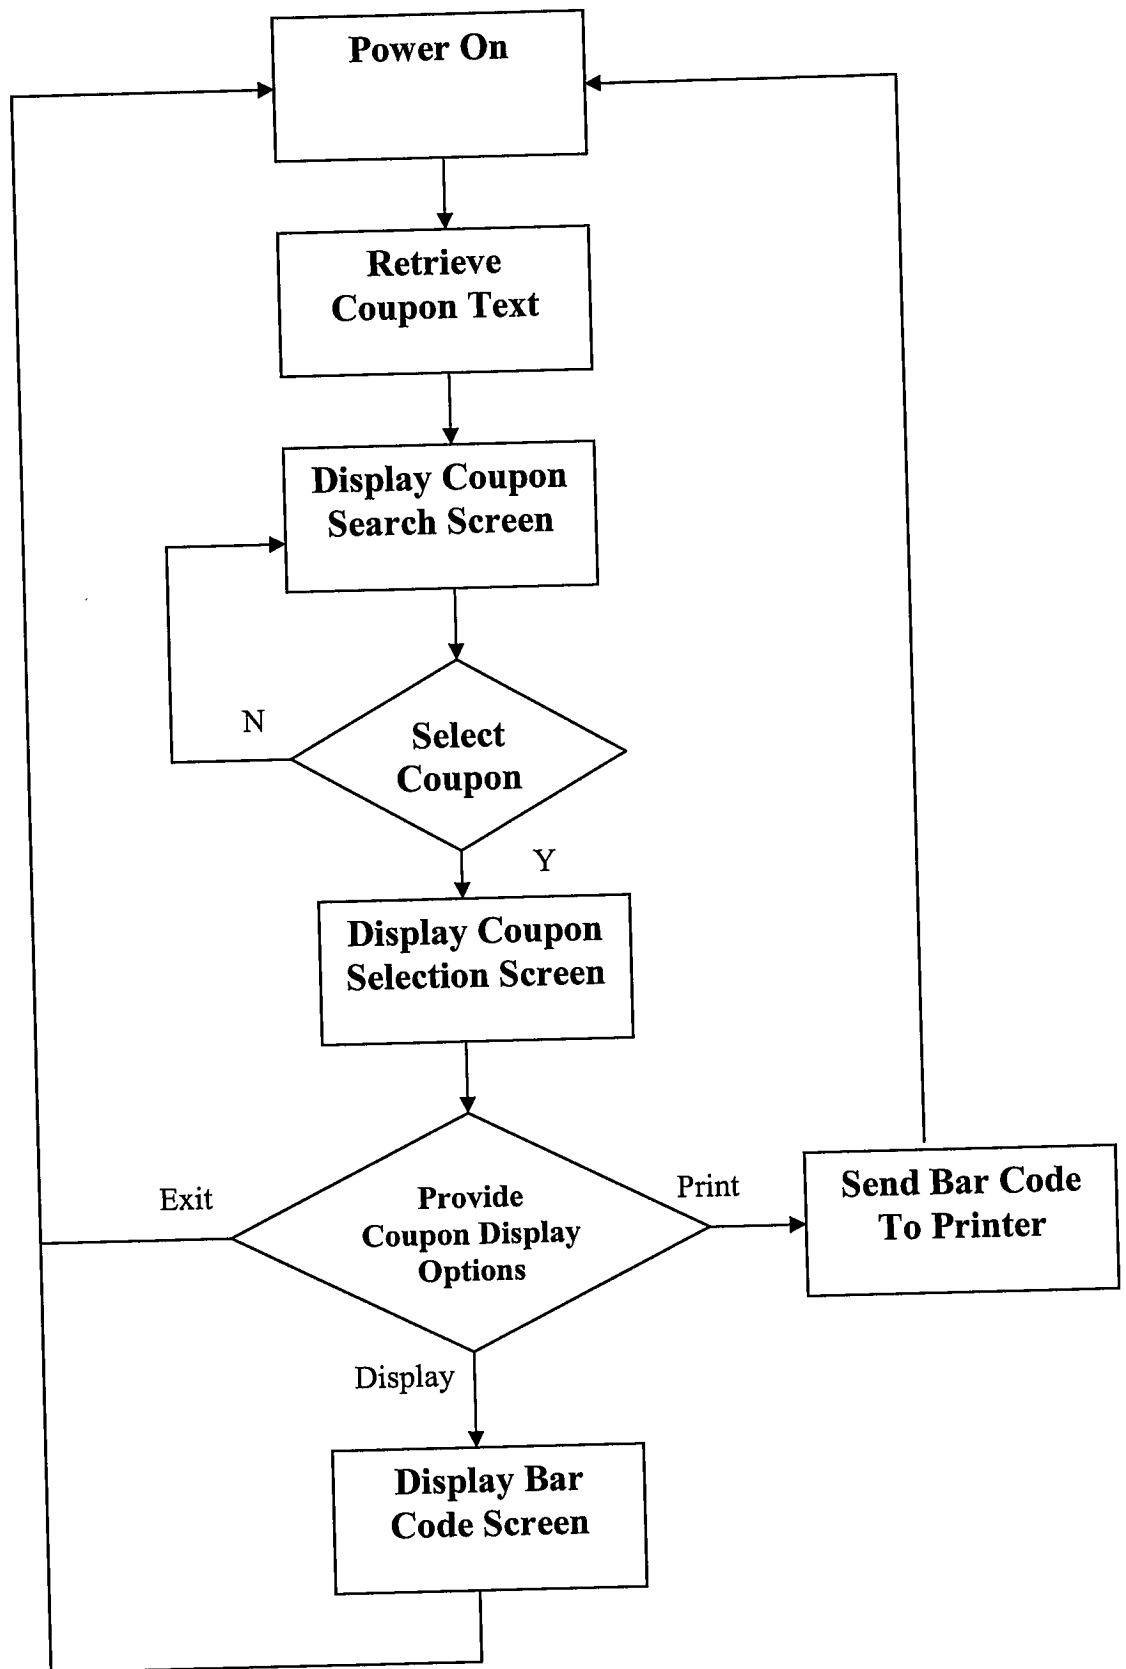 Power On
Retrieve
Coupon Text
Display Coupon
Search Screen
N
Select
Coupon
Y
Display Coupon
Selection Screen
Exit
Provide
Coupon Display
Options
Print
Send Bar Code
To Printer
Display
Display Bar
Code Screen